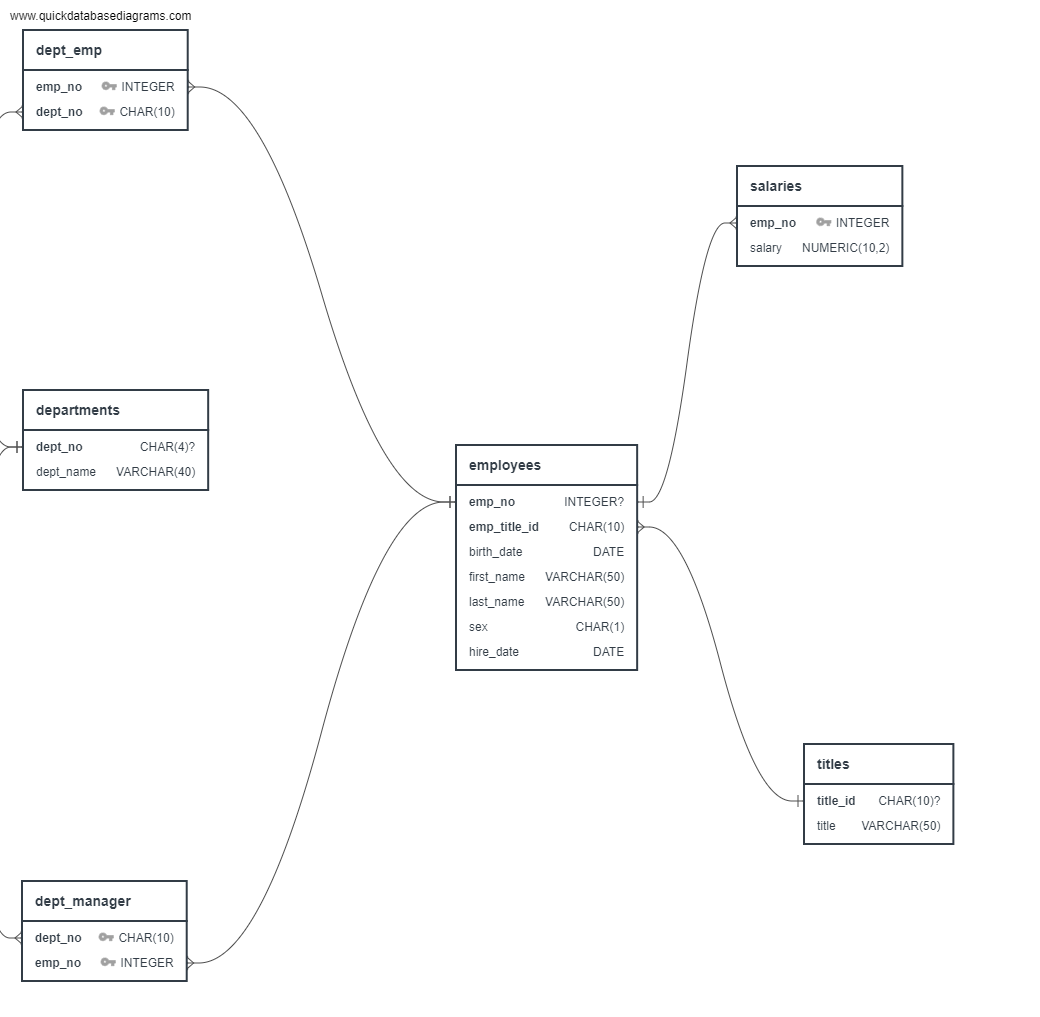 www.quickdatabasediagrams.com
dept_emp
emp_no INTEGER
dept_no CHAR(10)
salaries
emp_no INTEGER
salary NUMERIC(10,2)
departments
dept_no CHAR(4)?
dept_name VARCHAR(40)
employees
emp_no INTEGER?
emp_title_id CHAR(10)
birth_date DATE
first_name VARCHAR(50)
last_name VARCHAR(50)
sex CHAR(1)
hire_date DATE
titles
title_id CHAR(10)?
title VARCHAR(50)
dept_manager
dept_no CHAR(10)
emp_no INTEGER